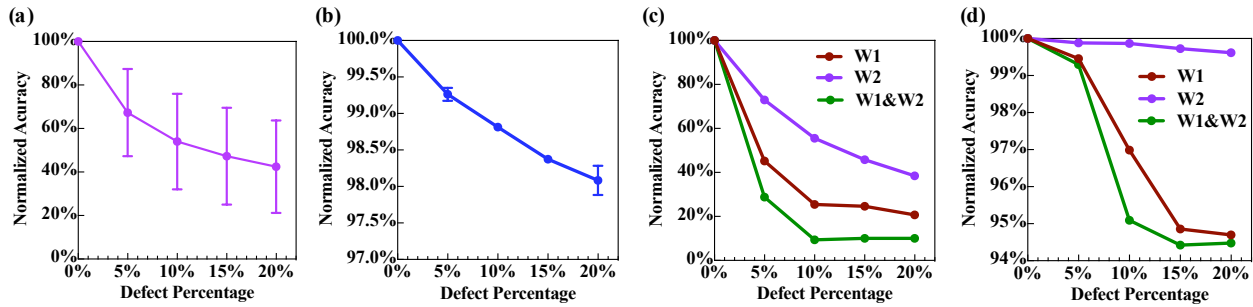 (a)
100%
80%
60%
40%
20%
0%
Normalized Acuracy
0%
5%
10%
15%
20%
Defect Percentage
(b)
100.0%
99.5%
99.0%
98.5%
98.0%
97.5%
97.0%
Normalized Acuracy
0%
5%
10%
15%
20%
Defect Percentage
(c)
100%
80%
60%
40%
20%
0%
Normalized Acuracy
W1
W2
W1&W2
0%
5%
10%
15%
20%
Defect Percentage
(d)
100%
99%
98%
97%
96%
95%
94%
Normalized Acuracy
W1
W2
W1&W2
0%
5%
10%
15%
20%
Defect Percentage